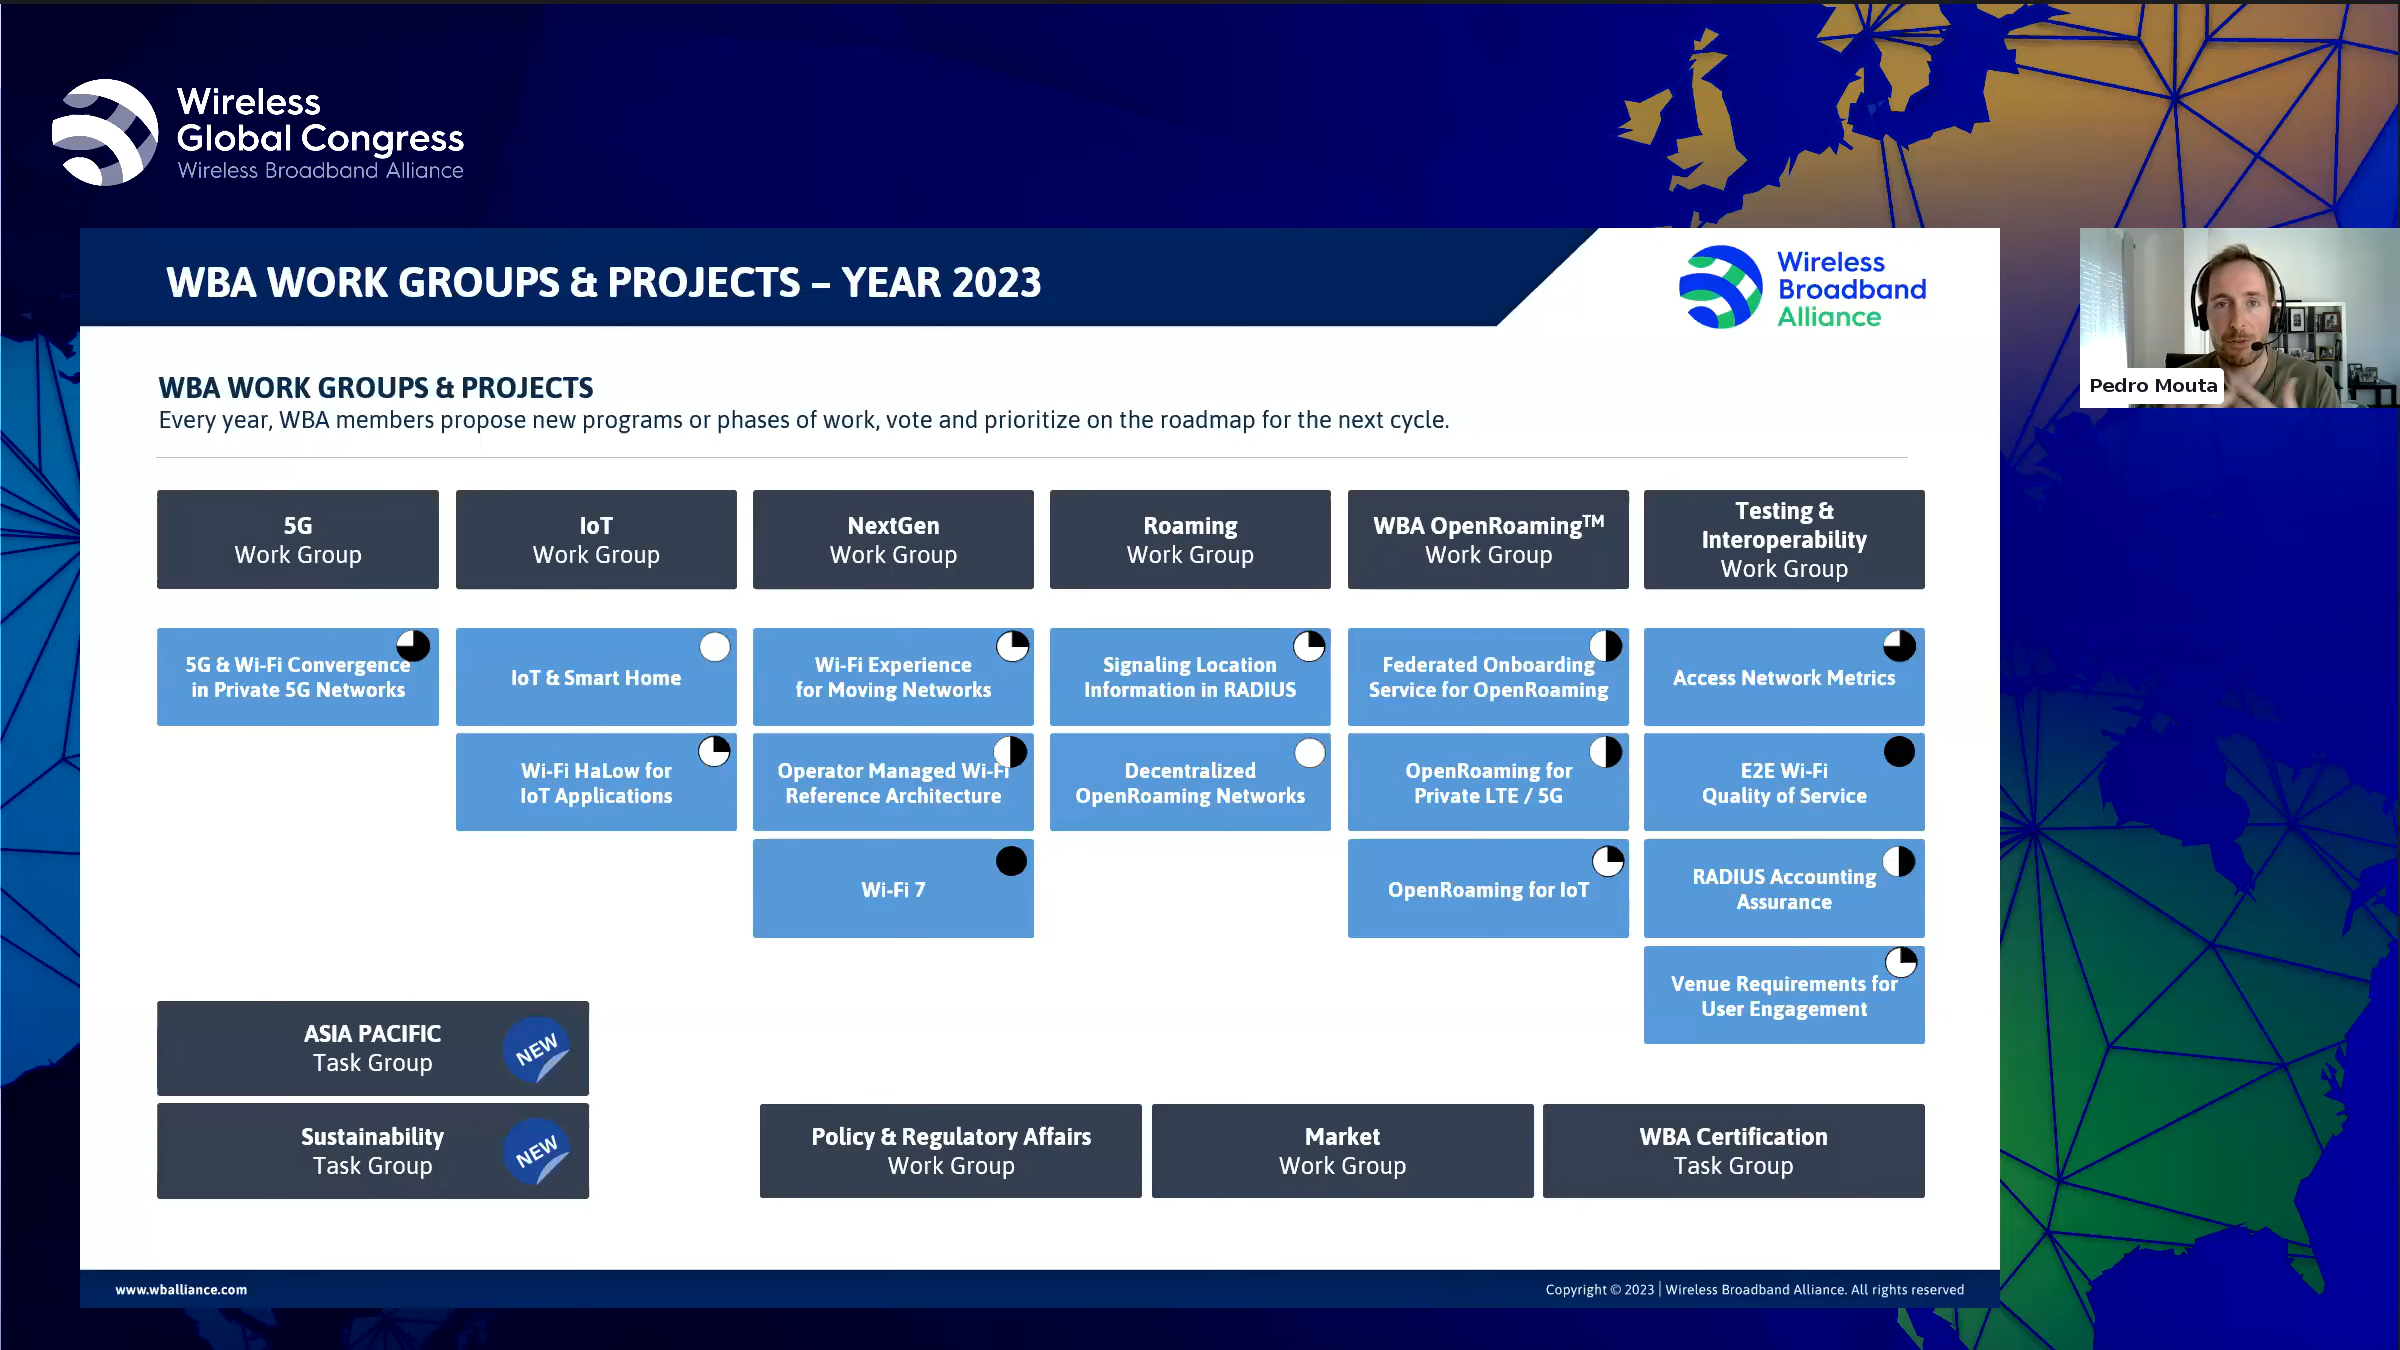 Wireless
Global Congress
Wireless Broadband Alliance
WBA WORK GROUPS & PROJECTS – YEAR 2023
Wireless
Broadband
Alliance
Pedro Mouta
WBA WORK GROUPS & PROJECTS
Every year, WBA members propose new programs or phases of work, vote and prioritize on the roadmap for the next cycle.
5G
Work Group
IoT
Work Group
NextGen
Work Group
Roaming
Work Group
WBA OpenRoaming™
Work Group
Testing &
Interoperability
Work Group
5G & Wi-Fi Convergence
in Private 5G Networks
IoT & Smart Home
Wi-Fi Experience
for Moving Networks
Signaling Location
Information in RADIUS
Federated Onboarding
Service for OpenRoaming
Access Network Metrics
Wi-Fi HaLow for
IoT Applications
Operator Managed Wi-Fi
Reference Architecture
Decentralized
OpenRoaming Networks
OpenRoaming for
Private LTE / 5G
E2E Wi-Fi
Quality of Service
Wi-Fi 7
OpenRoaming for IoT
RADIUS Accounting
Assurance
Venue Requirements for
User Engagement
ASIA PACIFIC
Task Group
NEW
Sustainability
Task Group
NEW
Policy & Regulatory Affairs
Work Group
Market
Work Group
WBA Certification
Task Group
www.wballiance.com
Copyright © 2023 | Wireless Broadband Alliance. All rights reserved